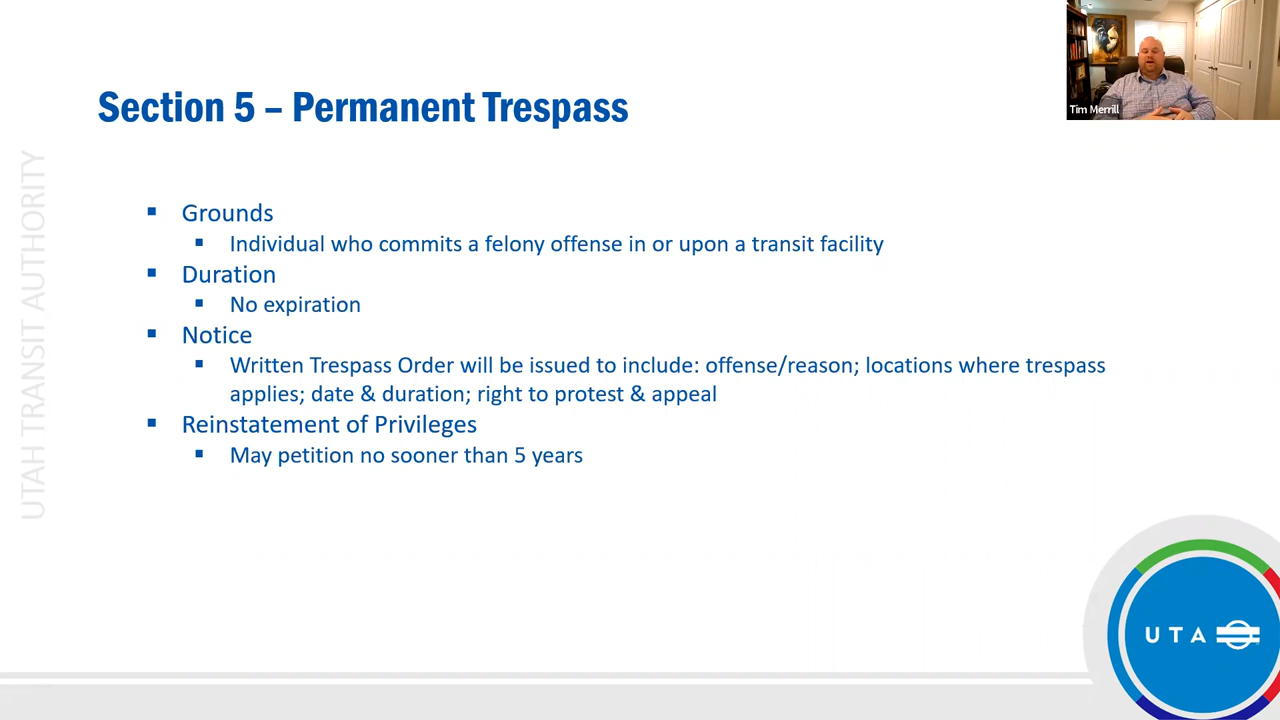 Section 5 – Permanent Trespass
Tim Merrill
UTAH TRANSIT AUTHORITY
Grounds
Individual who commits a felony offense in or upon a transit facility
Duration
No expiration
Notice
Written Trespass Order will be issued to include: offense/reason; locations where trespass
applies; date & duration; right to protest & appeal
Reinstatement of Privileges
May petition no sooner than 5 years
UTA